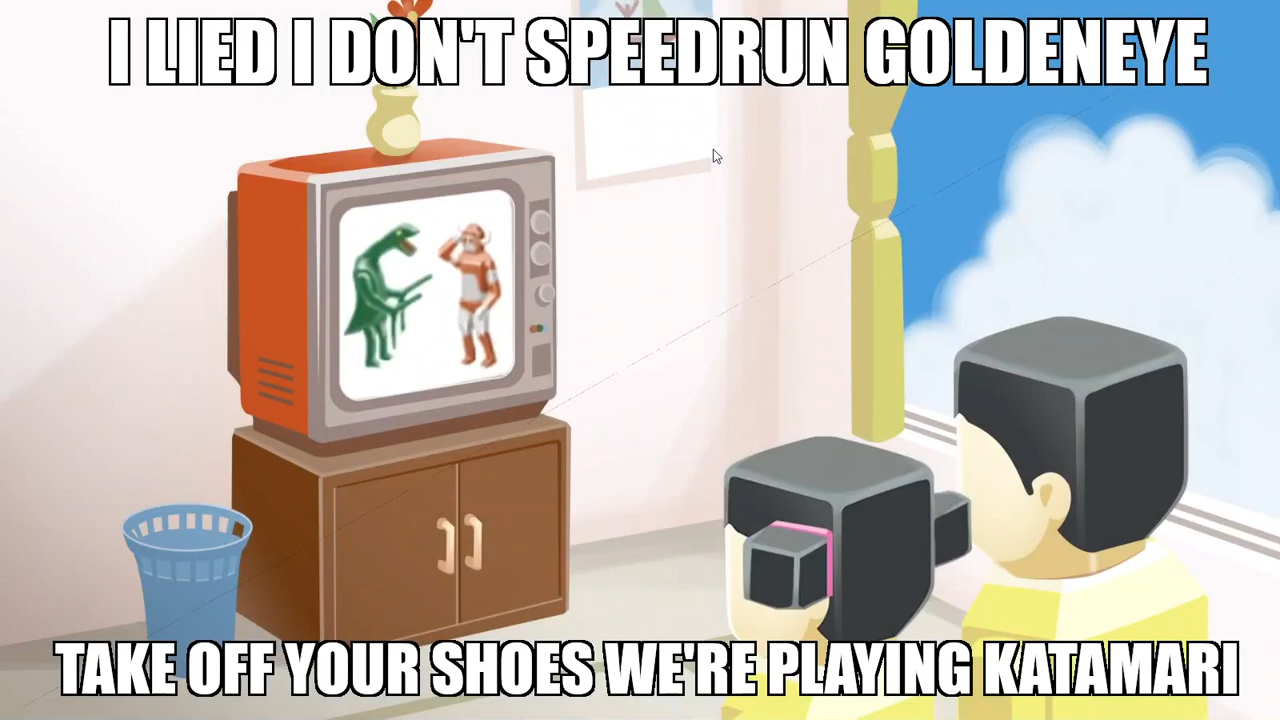 I LIED I DON'T SPEEDRUN GOLDENEYE
TAKE OFF YOUR SHOES WE'RE PLAYING KATAMARI